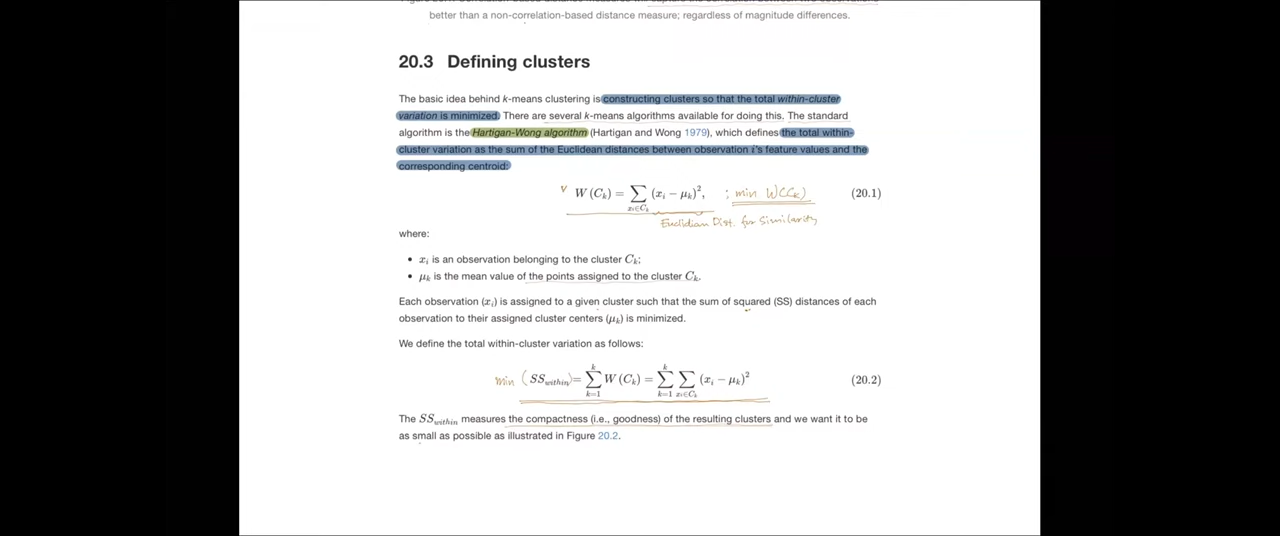 better than a non-correlation-based distance measure; regardless of magnitude differences.
20.3 Defining clusters
The basic idea behind k-means clustering is constructing clusters so that the total within-cluster
variation is minimized. There are several k-means algorithms available for doing this. The standard
algorithm is the Hartigan-Wong algorithm (Hartigan and Wong 1979), which defines the total within-
cluster variation as the sum of the Euclidean distances between observation i's feature values and the
corresponding centroid:
W (C_k) = ∑_{x_i∈C_k} (x_i − μ_k)^2, ; min W(C_k) (20.1)
Euclidian Dist. for Similarity
where:
• x_i is an observation belonging to the cluster C_k;
• μ_k is the mean value of the points assigned to the cluster C_k.
Each observation (x_i) is assigned to a given cluster such that the sum of squared (SS) distances of each
observation to their assigned cluster centers (μ_k) is minimized.
We define the total within-cluster variation as follows:
min (SS_within) = ∑_{k=1}^{k} W (C_k) = ∑_{k=1}^{k} ∑_{x_i∈C_k} (x_i − μ_k)^2 (20.2)
The SS_within measures the compactness (i.e., goodness) of the resulting clusters and we want it to be
as small as possible as illustrated in Figure 20.2.